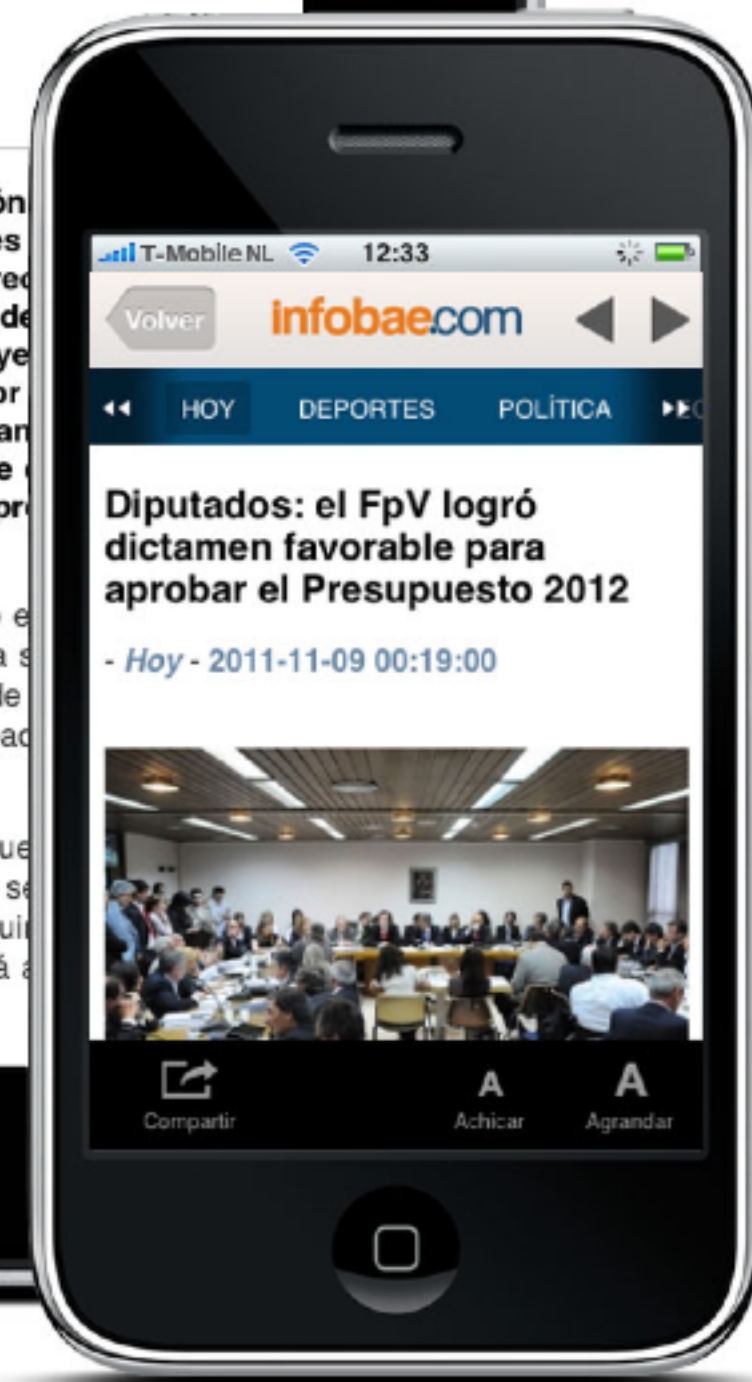 T-Mobile NL 12:33
Volver infobae.com
HOY DEPORTES POLÍTICA
Diputados: el FpV logró
dictamen favorable para
aprobar el Presupuesto 2012
- Hoy - 2011-11-09 00:19:00
Compartir A Achicar A Agrandar